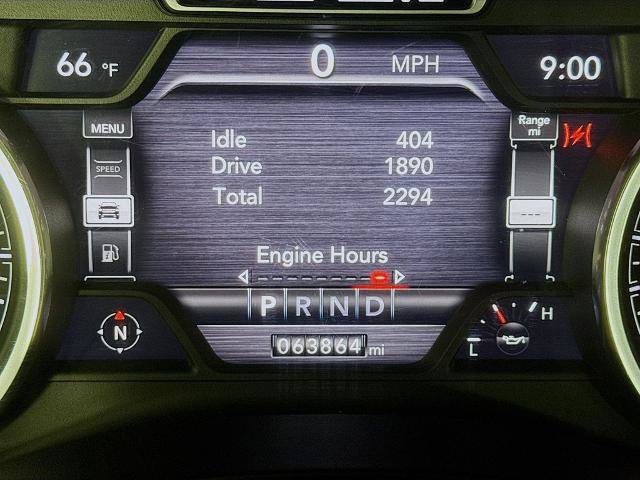 66 °F
0 MPH
9:00
MENU
Range
mi
SPEED
Idle 404
Drive 1890
Total 2294
---
Engine Hours
P R N D
N
063864 mi
L H